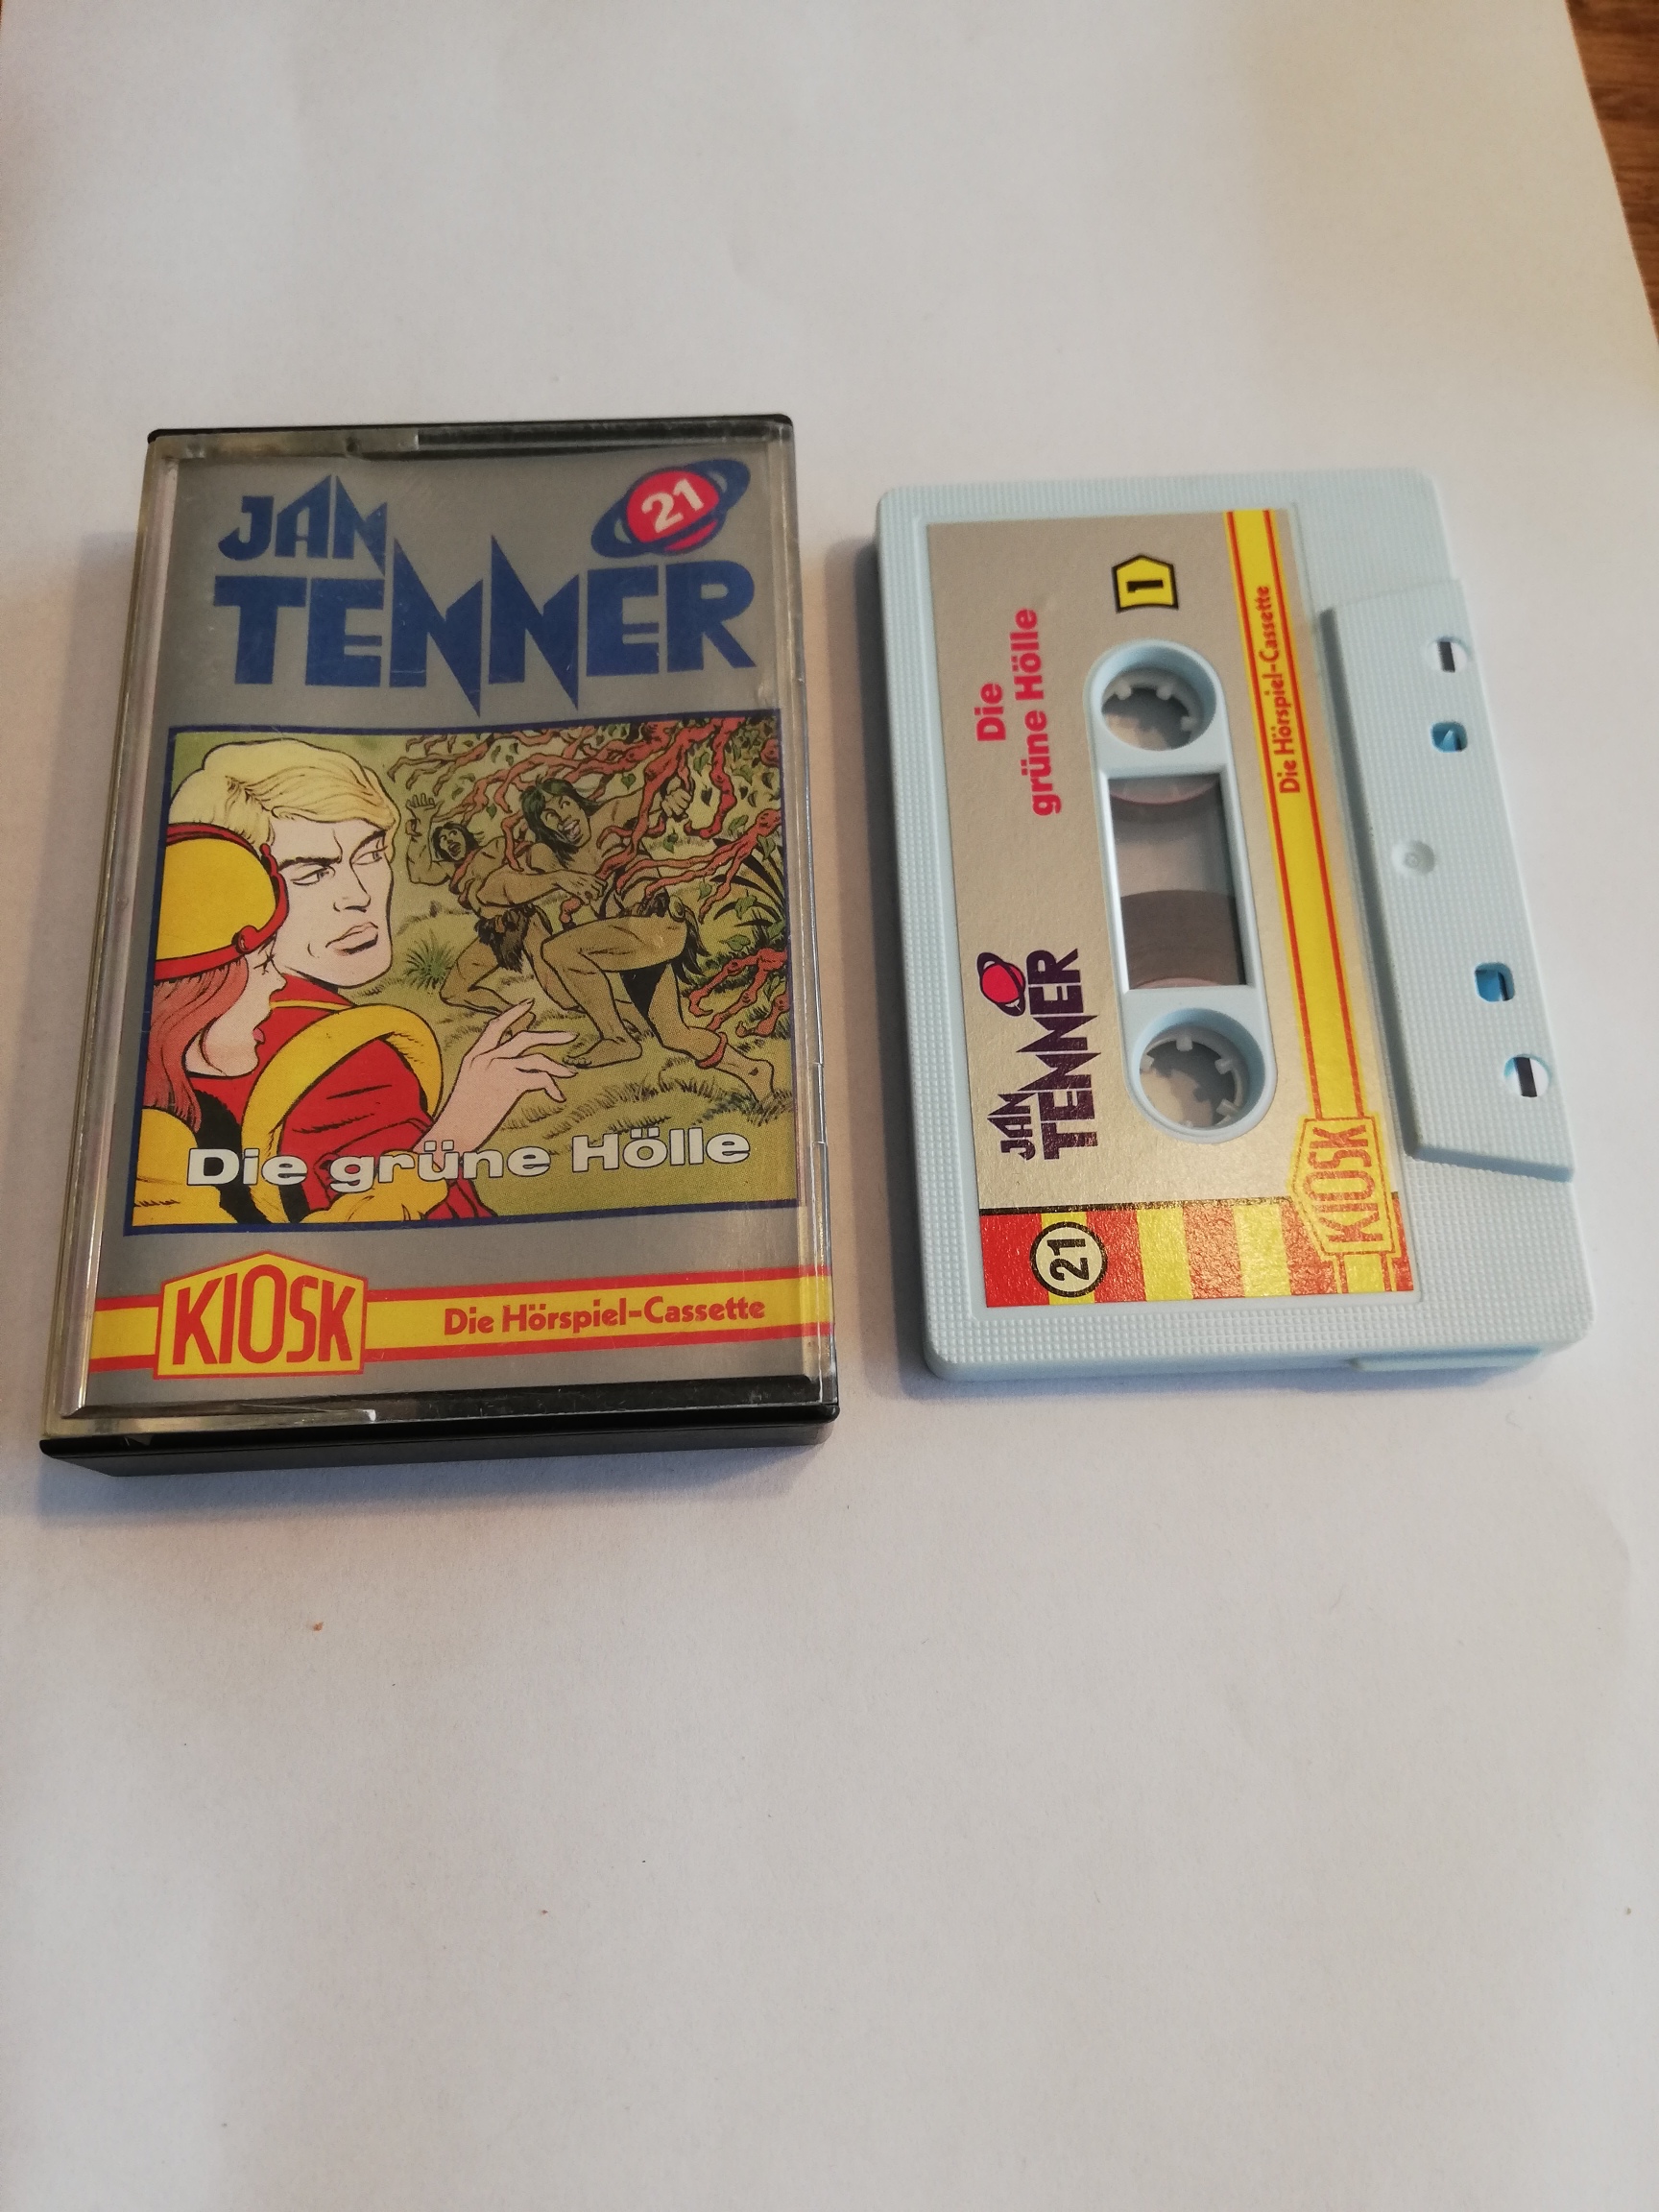 JAN
TENNER
21
Die grüne Hölle
KIOSK
Die Hörspiel-Cassette
21
JAN
TENNER
Die
grüne Hölle
1
KIOSK
Die Hörspiel-Cassette